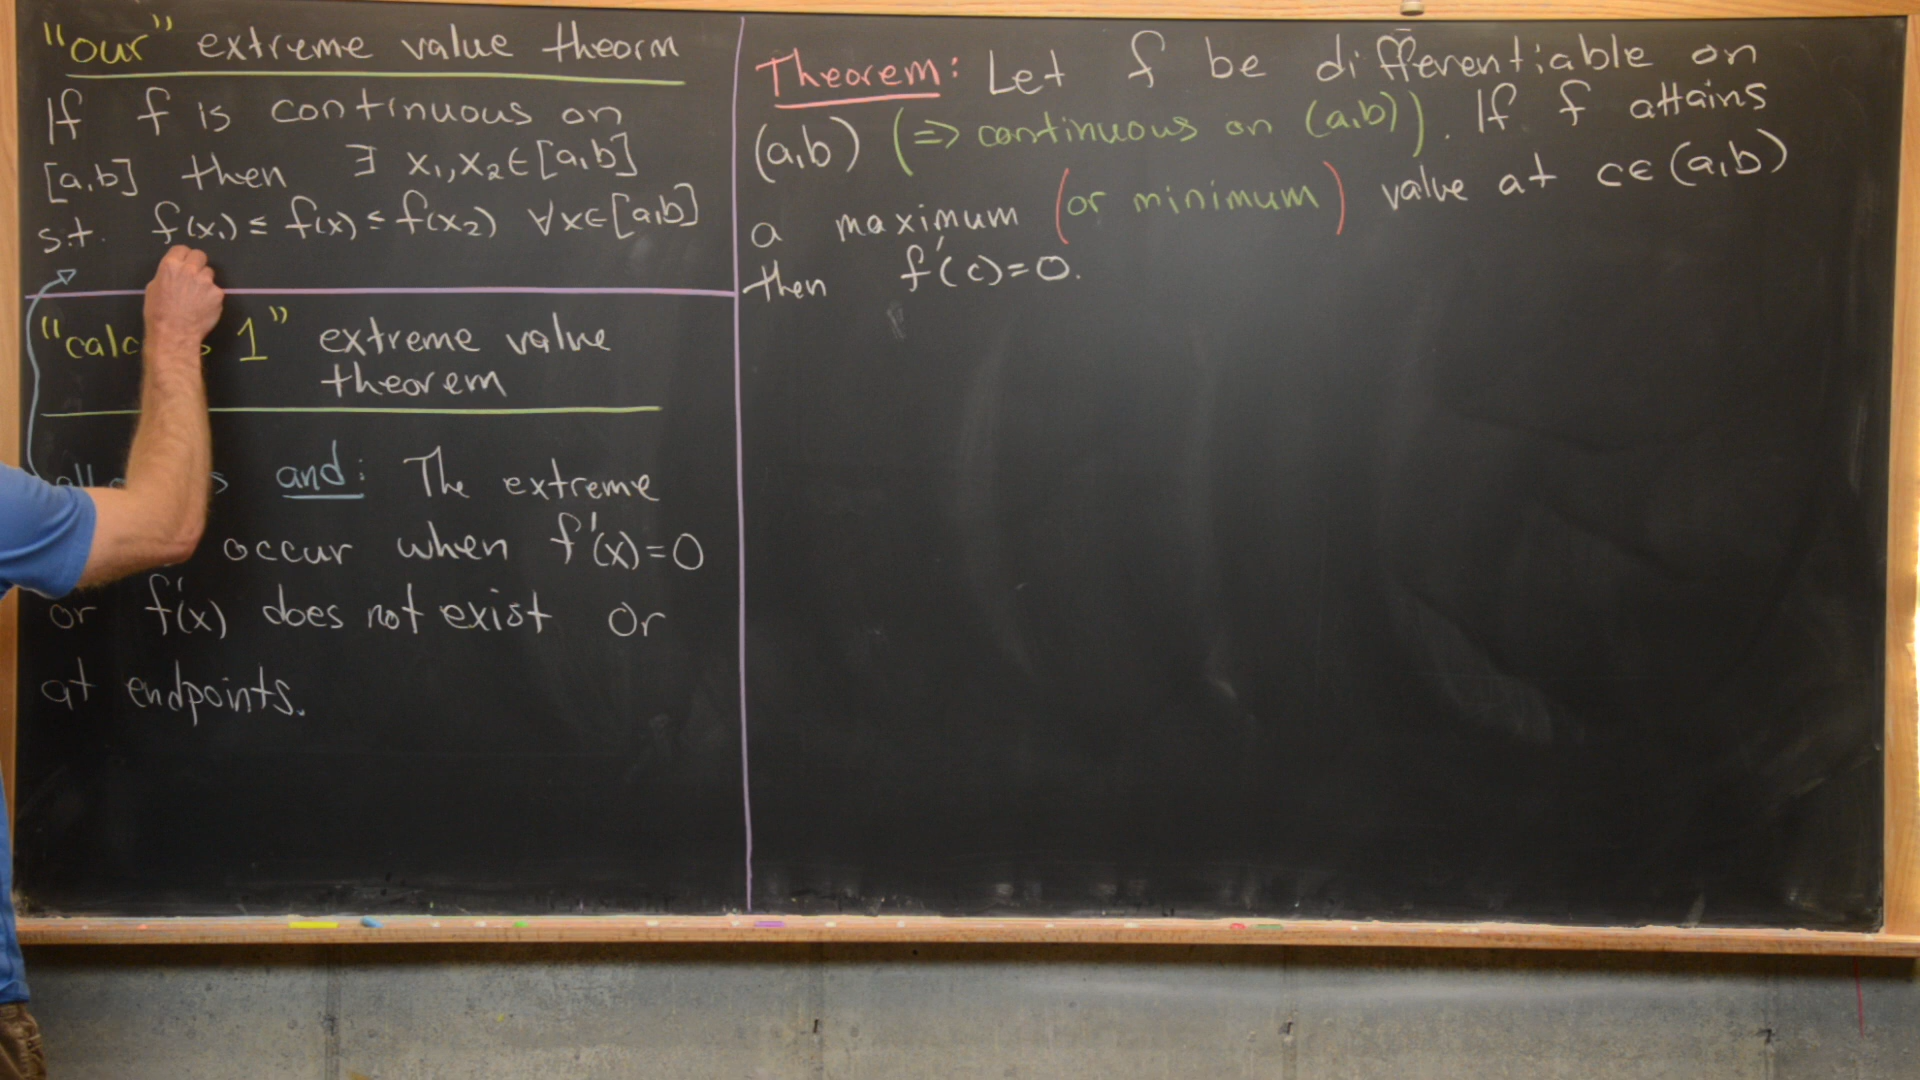 "our" extreme value theorm
If f is continuous on
[a,b] then ∃ x₁,x₂∈[a,b]
s.t. f(x₁) ≤ f(x) ≤ f(x₂) ∀x∈[a,b]
1" extreme value
theorem
and: The extreme
occur when f'(x)=0
or f'(x) does not exist or
at endpoints.
Theorem: Let f be differentiable on
(a,b) (⇒ continuous on (a,b)). If f attains
a maximum (or minimum) value at c∈(a,b)
then f'(c)=0.